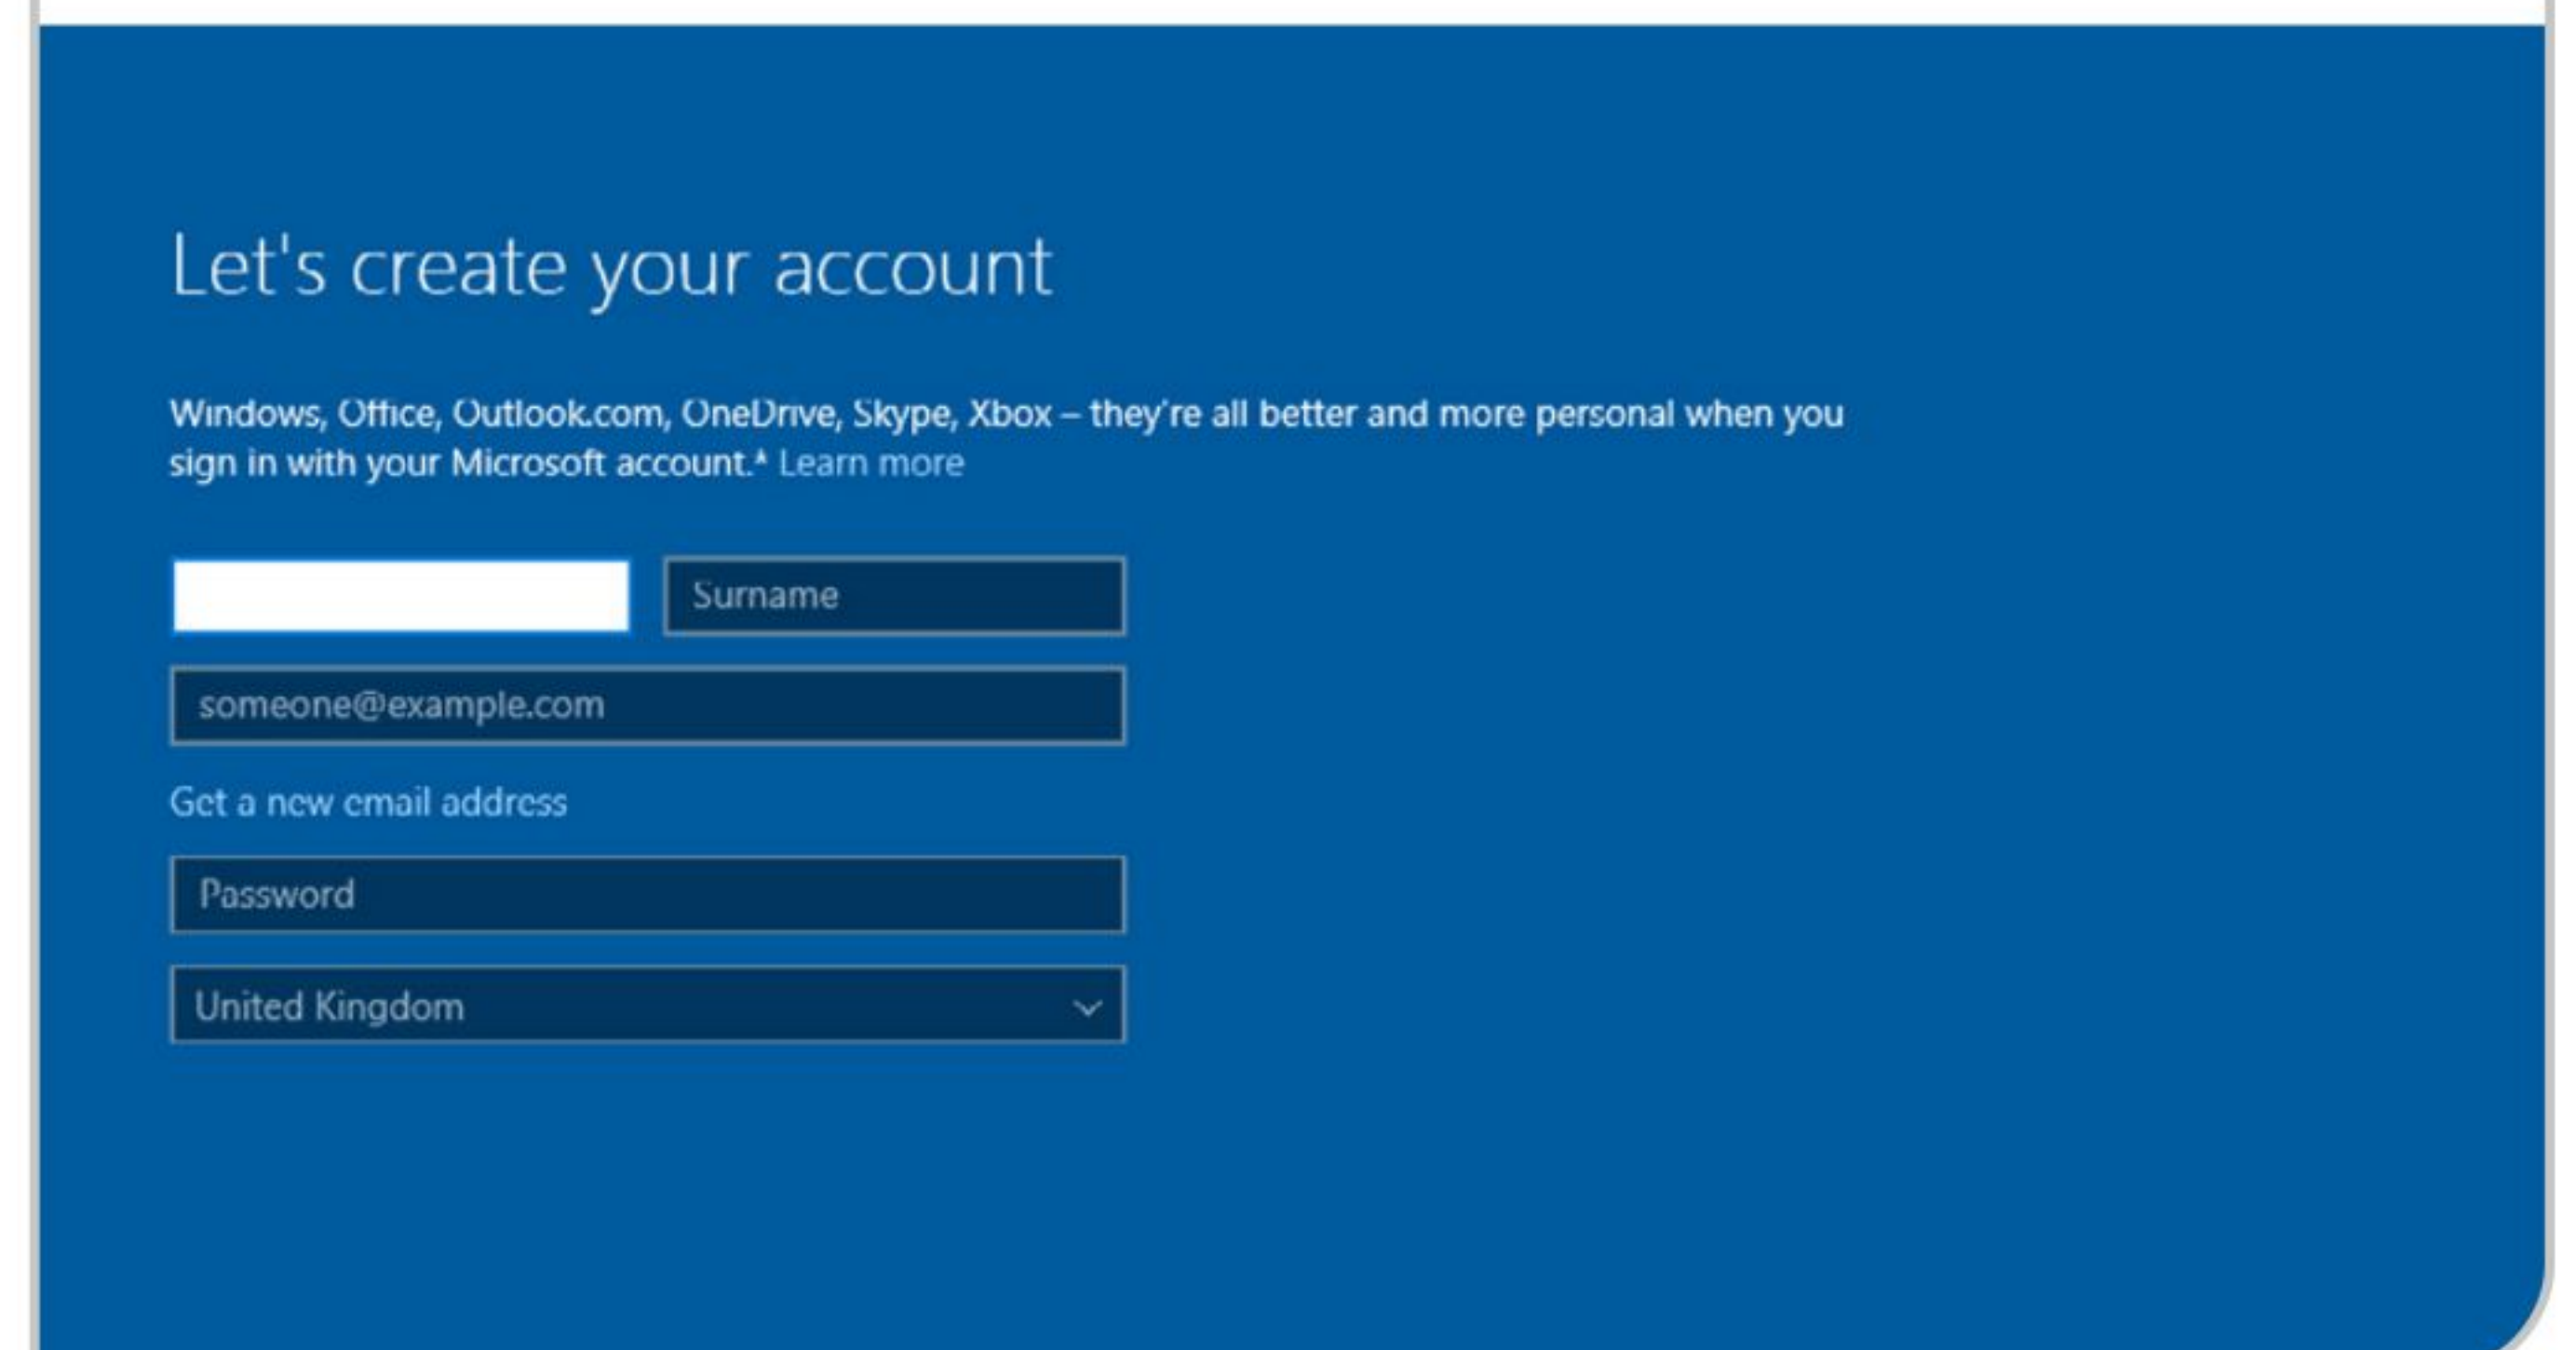 Let's create your account
Windows, Office, Outlook.com, OneDrive, Skype, Xbox – they're all better and more personal when you
sign in with your Microsoft account.* Learn more
Surname
someone@example.com
Get a new email address
Password
United Kingdom